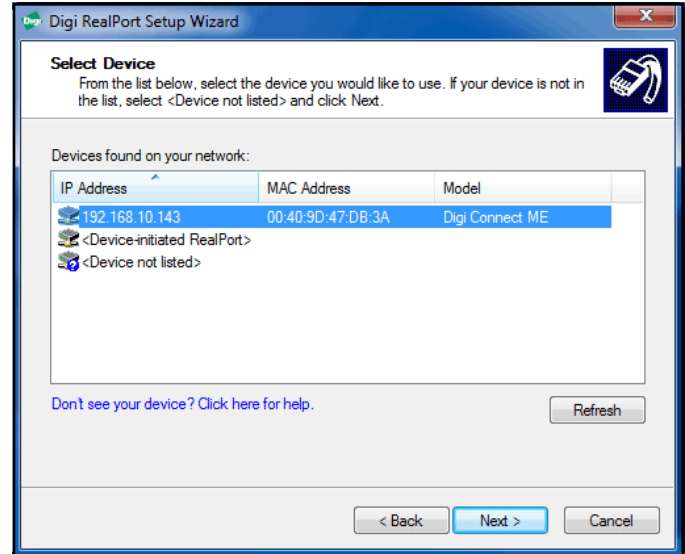 Digi RealPort Setup Wizard
Select Device
From the list below, select the device you would like to use. If your device is not in
the list, select <Device not listed> and click Next.
Devices found on your network:
IP Address MAC Address Model
192.168.10.143 00:40:9D:47:DB:3A Digi Connect ME
<Device-initiated RealPort>
<Device not listed>
Don't see your device? Click here for help. Refresh
< Back Next > Cancel